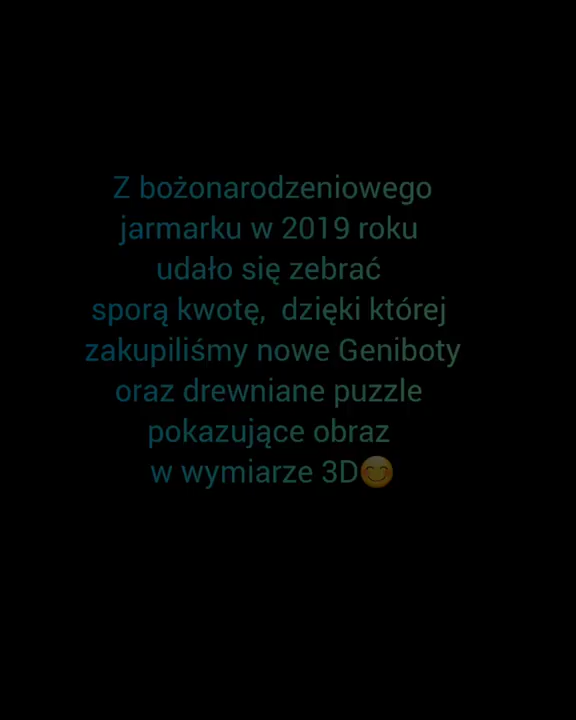 Z bożonarodzeniowego
jarmarku w 2019 roku
udało się zebrać
sporą kwotę, dzięki której
zakupiliśmy nowe Geniboty
oraz drewniane puzzle
pokazujące obraz
w wymiarze 3D😊